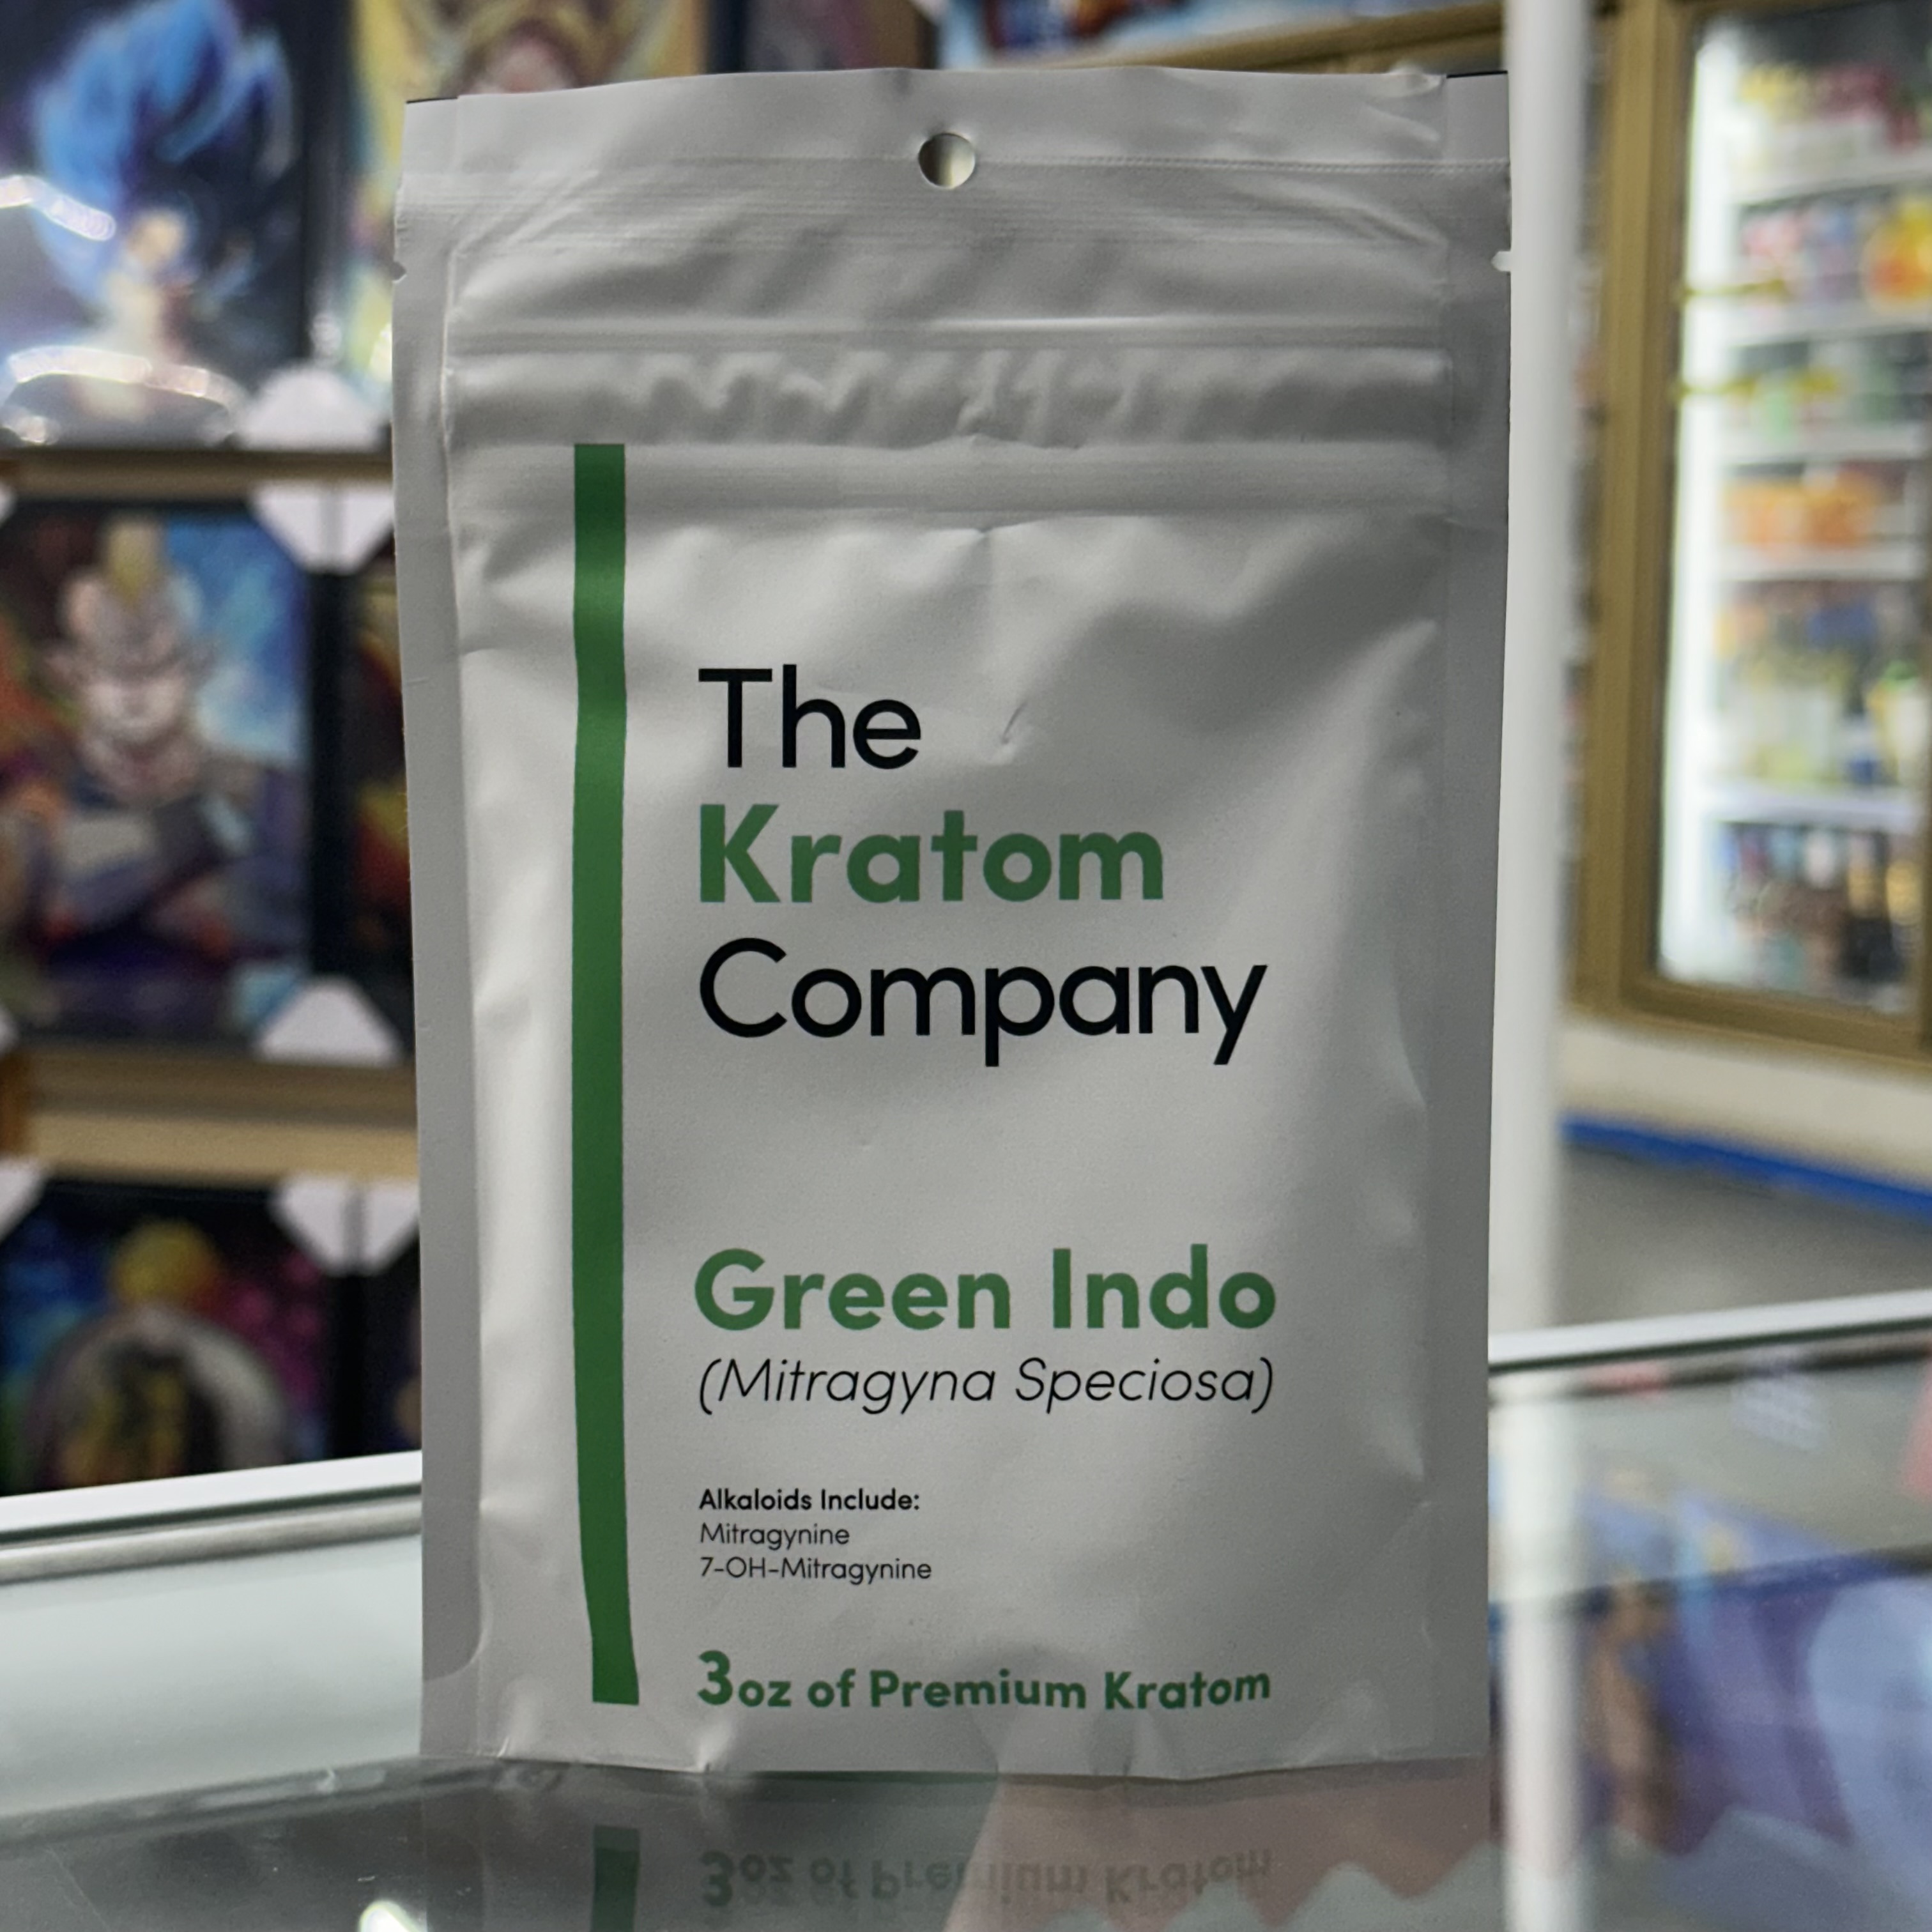 The
Kratom
Company
Green Indo
(Mitragyna Speciosa)
Alkaloids Include:
Mitragynine
7-OH-Mitragynine
3oz of Premium Kratom